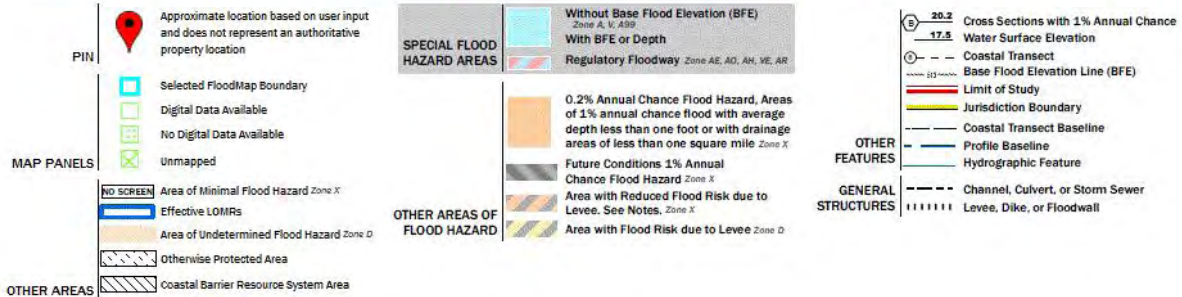 PIN
Approximate location based on user input
and does not represent an authoritative
property location
MAP PANELS
Selected FloodMap Boundary
Digital Data Available
No Digital Data Available
Unmapped
OTHER AREAS
NO SCREEN Area of Minimal Flood Hazard Zone X
Effective LOMRs
Area of Undetermined Flood Hazard Zone D
Otherwise Protected Area
Coastal Barrier Resource System Area
SPECIAL FLOOD
HAZARD AREAS
Without Base Flood Elevation (BFE)
Zone A, V, A99
With BFE or Depth
Regulatory Floodway Zone AE, AO, AH, VE, AR
OTHER AREAS OF
FLOOD HAZARD
0.2% Annual Chance Flood Hazard, Areas
of 1% annual chance flood with average
depth less than one foot or with drainage
areas of less than one square mile Zone X
Future Conditions 1% Annual
Chance Flood Hazard Zone X
Area with Reduced Flood Risk due to
Levee. See Notes. Zone X
Area with Flood Risk due to Levee Zone D
OTHER
FEATURES
B 20.2 Cross Sections with 1% Annual Chance
17.5 Water Surface Elevation
8 Coastal Transect
513 Base Flood Elevation Line (BFE)
Limit of Study
Jurisdiction Boundary
Coastal Transect Baseline
Profile Baseline
Hydrographic Feature
GENERAL
STRUCTURES
Channel, Culvert, or Storm Sewer
Levee, Dike, or Floodwall